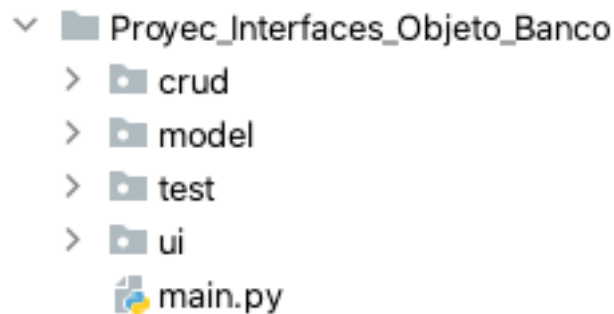 Proyec_Interfaces_Objeto_Banco
crud
model
test
ui
main.py